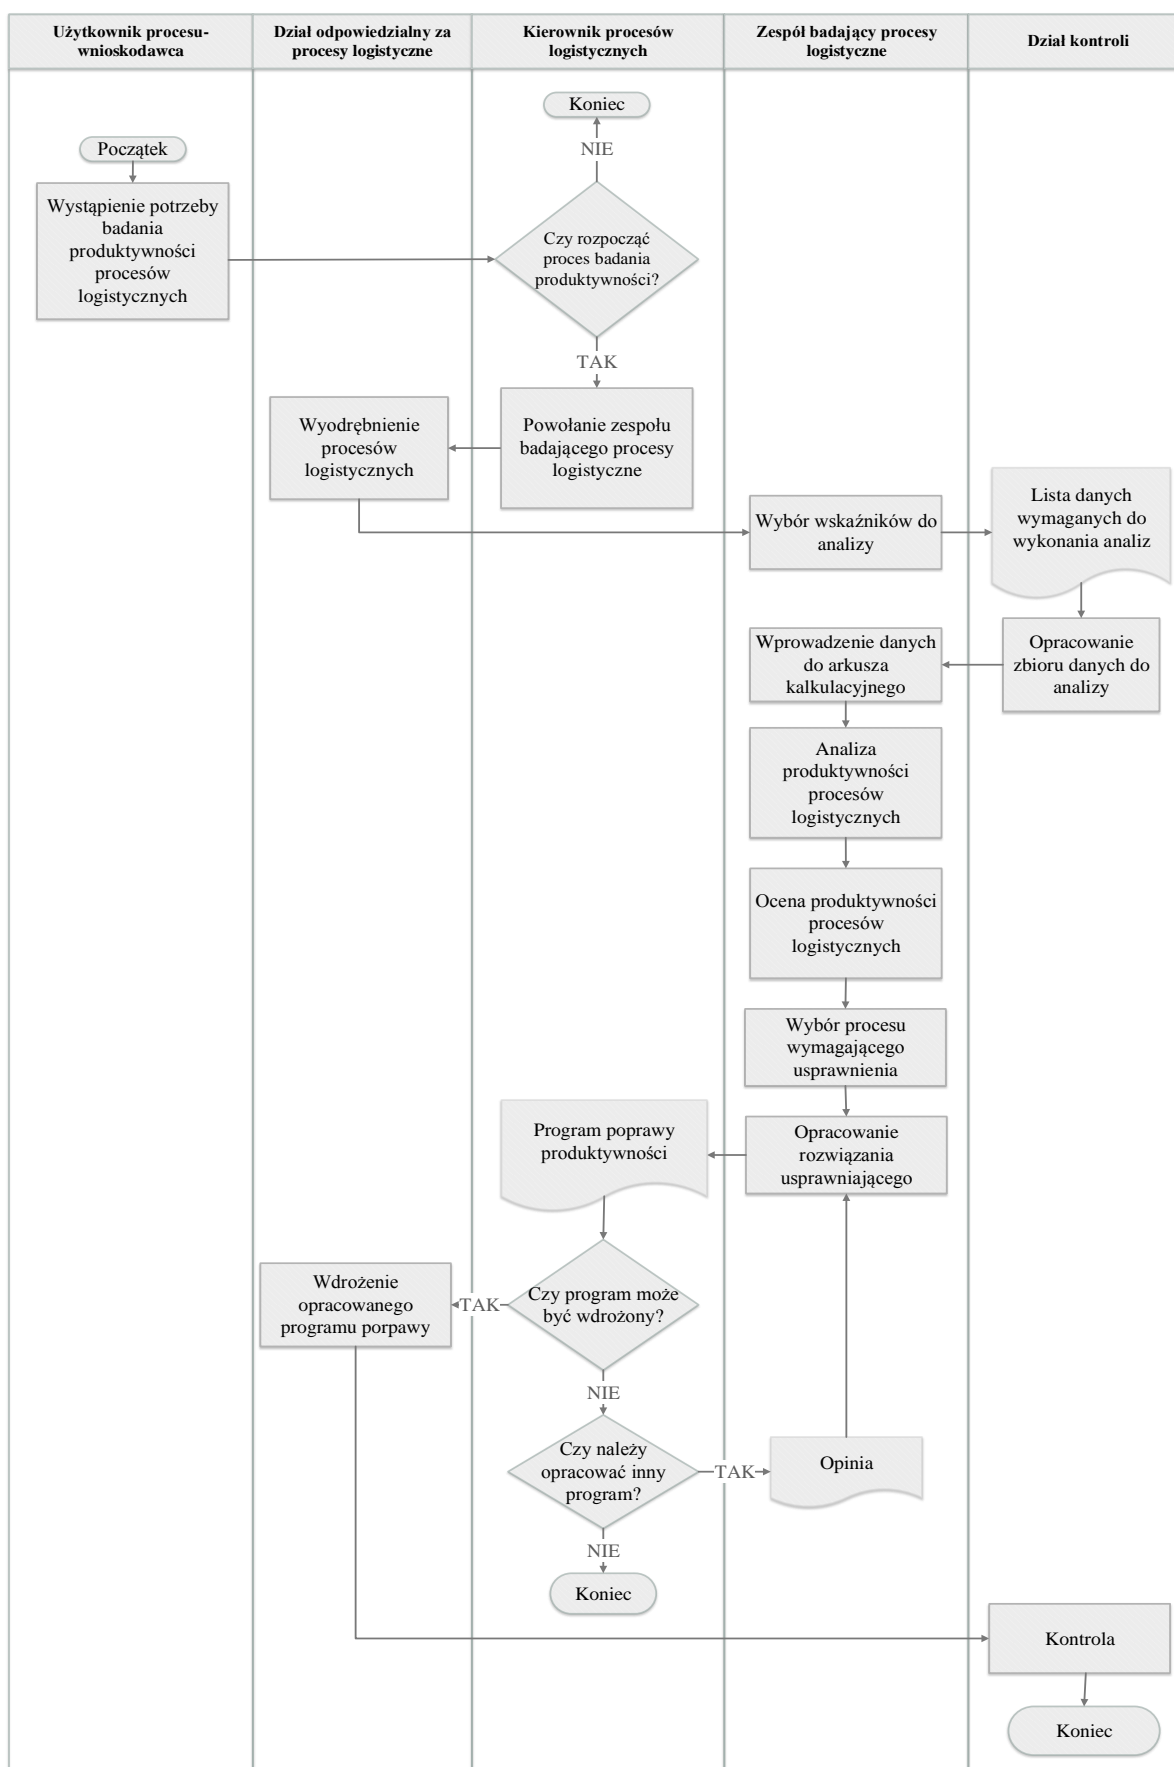 Użytkownik procesu-
wnioskodawca
Dział odpowiedzialny za
procesy logistyczne
Kierownik procesów
logistycznych
Zespół badający procesy
logistyczne
Dział kontroli
Koniec
NIE
Początek
Wystąpienie potrzeby
badania
produktywności
procesów
logistycznych
Czy rozpocząć
proces badania
produktywności?
TAK
Wyodrębnienie
procesów
logistycznych
Powołanie zespołu
badającego procesy
logistyczne
Wybór wskaźników do
analizy
Lista danych
wymaganych do
wykonania analiz
Wprowadzenie danych
do arkusza
kalkulacyjnego
Opracowanie
zbioru danych do
analizy
Analiza
produktywności
procesów
logistycznych
Ocena produktywności
procesów
logistycznych
Wybór procesu
wymagającego
usprawnienia
Program poprawy
produktywności
Opracowanie
rozwiązania
usprawniającego
Wdrożenie
opracowanego
programu porpawy
TAK
Czy program może
być wdrożony?
NIE
Czy należy
opracować inny
program?
TAK
Opinia
NIE
Koniec
Kontrola
Koniec